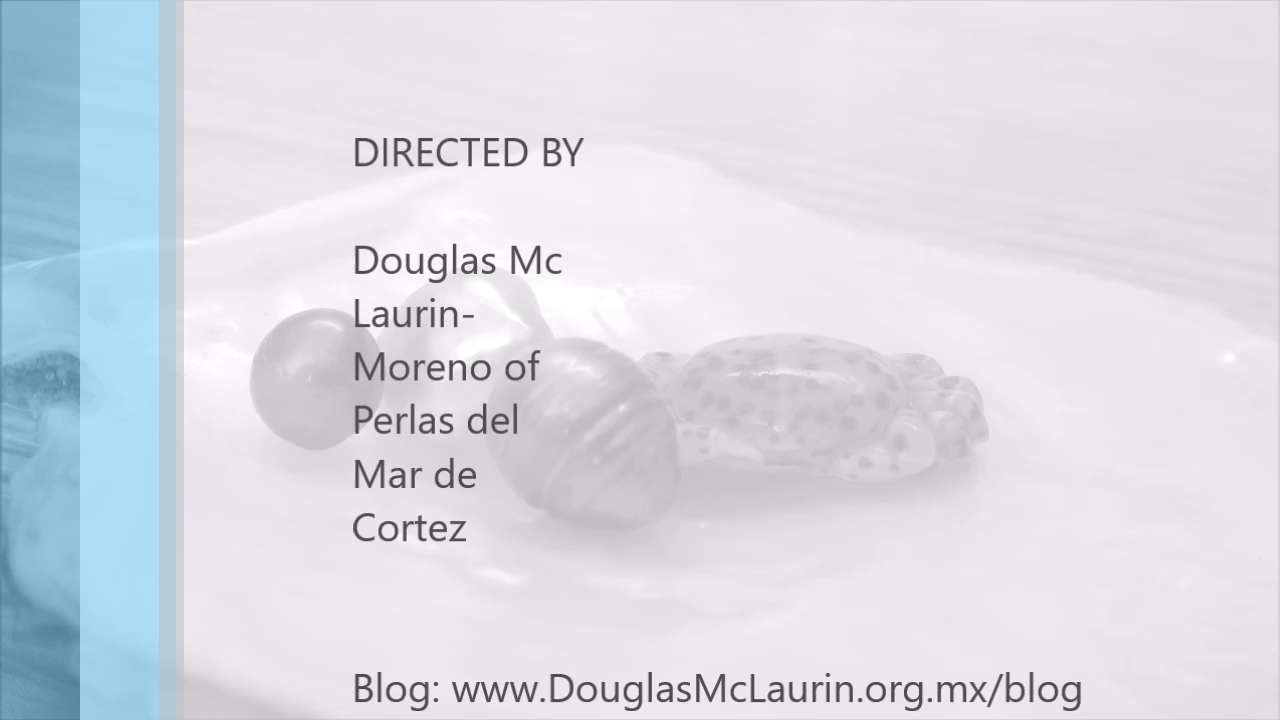 DIRECTED BY
Douglas Mc
Laurin-
Moreno of
Perlas del
Mar de
Cortez
Blog: www.DouglasMcLaurin.org.mx/blog